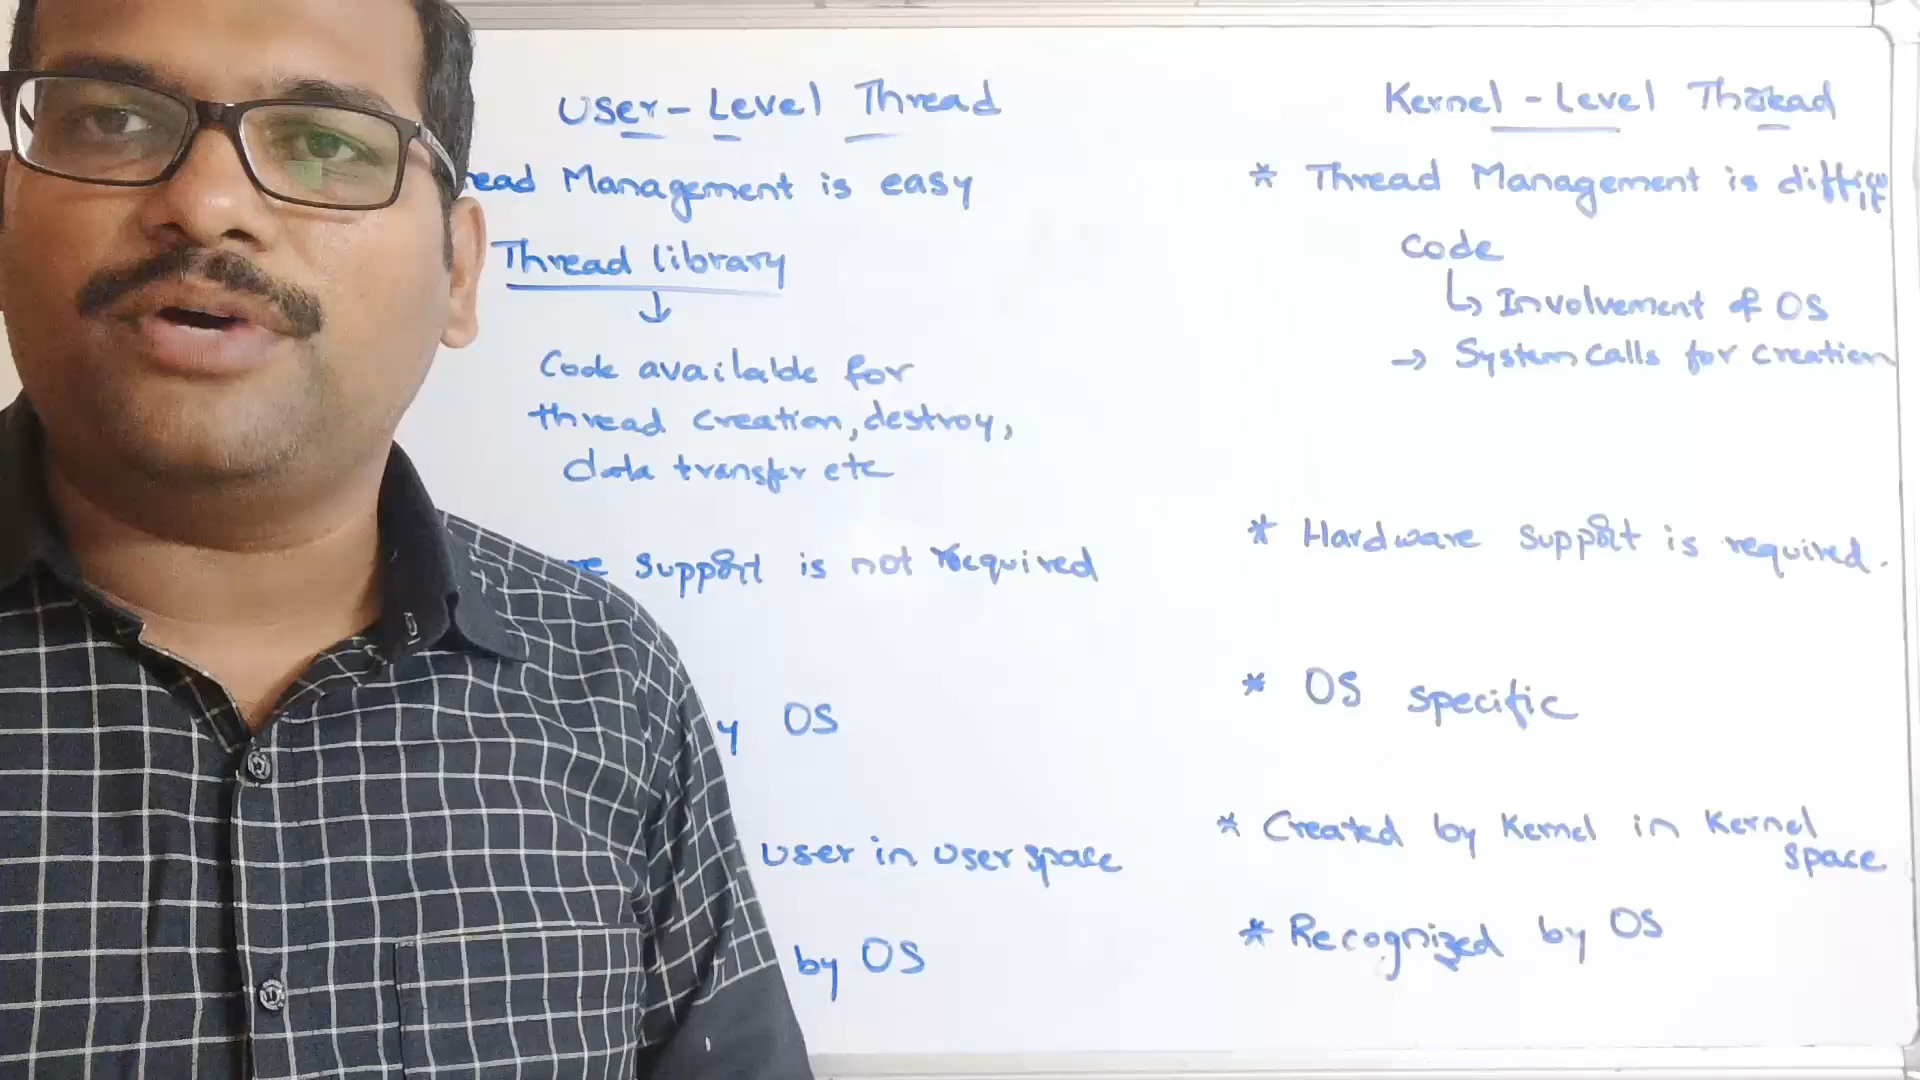 User-Level Thread
Management is easy
Thread library
↓
Code available for
thread creation, destroy,
data transfer etc
support is not required
OS
user in user space
by OS
Kernel-Level Thread
* Thread Management is
Code
↳ Involvement of OS
→ System Calls for creation
* Hardware support is required.
* OS specific
* Created by Kernel in Kernel
space
* Recognized by OS